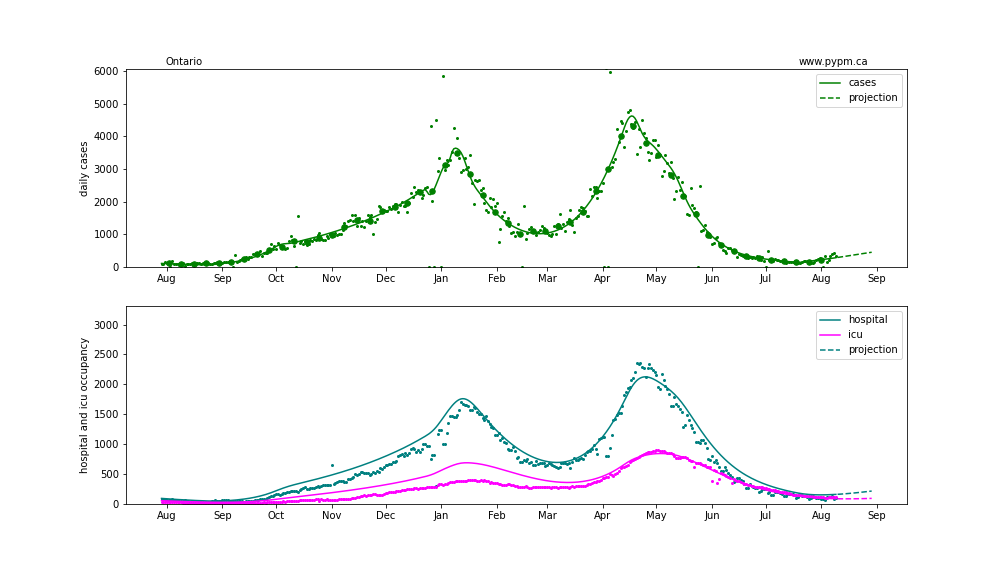 Ontario www.pypm.ca
6000
5000
4000
3000
2000
1000
0
daily cases
cases
projection
Aug Sep Oct Nov Dec Jan Feb Mar Apr May Jun Jul Aug Sep
3000
2500
2000
1500
1000
500
0
hospital and icu occupancy
hospital
icu
projection
Aug Sep Oct Nov Dec Jan Feb Mar Apr May Jun Jul Aug Sep